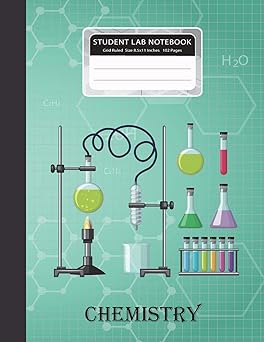 STUDENT LAB NOTEBOOK
Grid Ruled Size 8.5x11 Inches 102 Pages
H₂O
CHEMISTRY